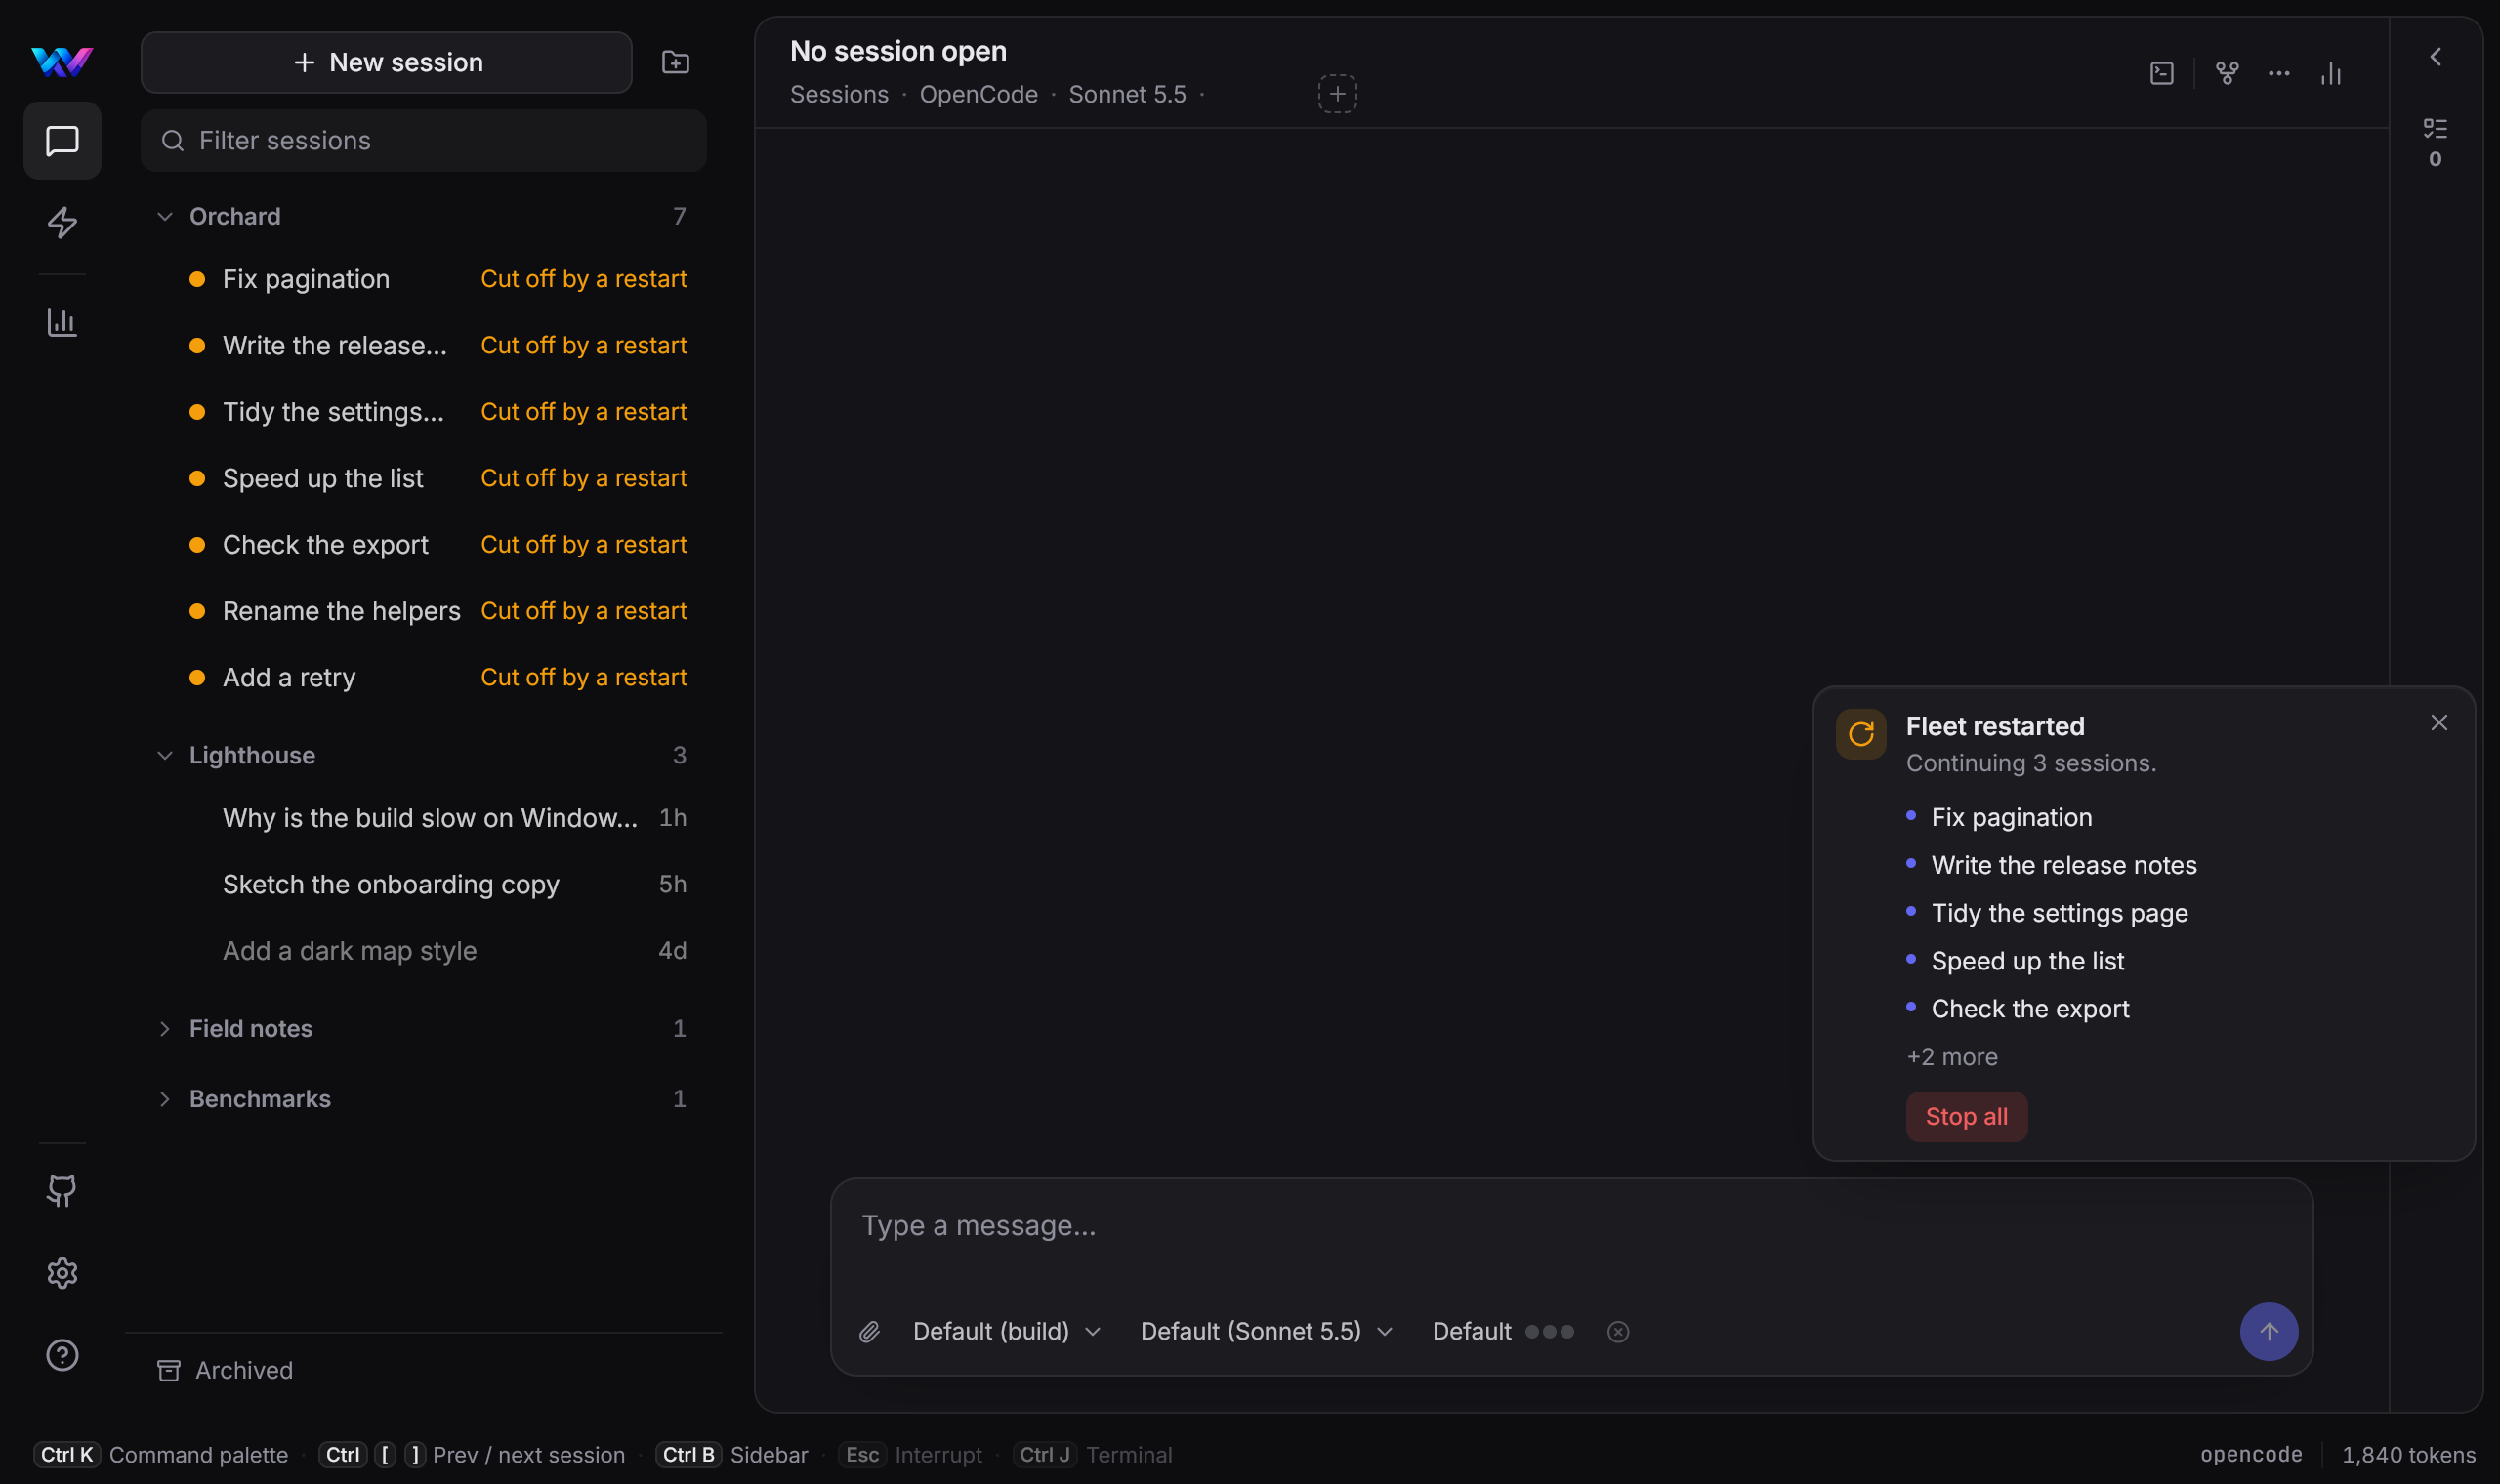 New session
Filter sessions
Orchard 7
Fix pagination Cut off by a restart
Write the release... Cut off by a restart
Tidy the settings... Cut off by a restart
Speed up the list Cut off by a restart
Check the export Cut off by a restart
Rename the helpers Cut off by a restart
Add a retry Cut off by a restart
Lighthouse 3
Why is the build slow on Window... 1h
Sketch the onboarding copy 5h
Add a dark map style 4d
Field notes 1
Benchmarks 1
Archived
No session open
Sessions · OpenCode · Sonnet 5.5 ·
0
Fleet restarted
Continuing 3 sessions.
Fix pagination
Write the release notes
Tidy the settings page
Speed up the list
Check the export
+2 more
Stop all
Type a message...
Default (build) Default (Sonnet 5.5) Default
Ctrl K Command palette · Ctrl [ ] Prev / next session · Ctrl B Sidebar · Esc Interrupt · Ctrl J Terminal
opencode 1,840 tokens